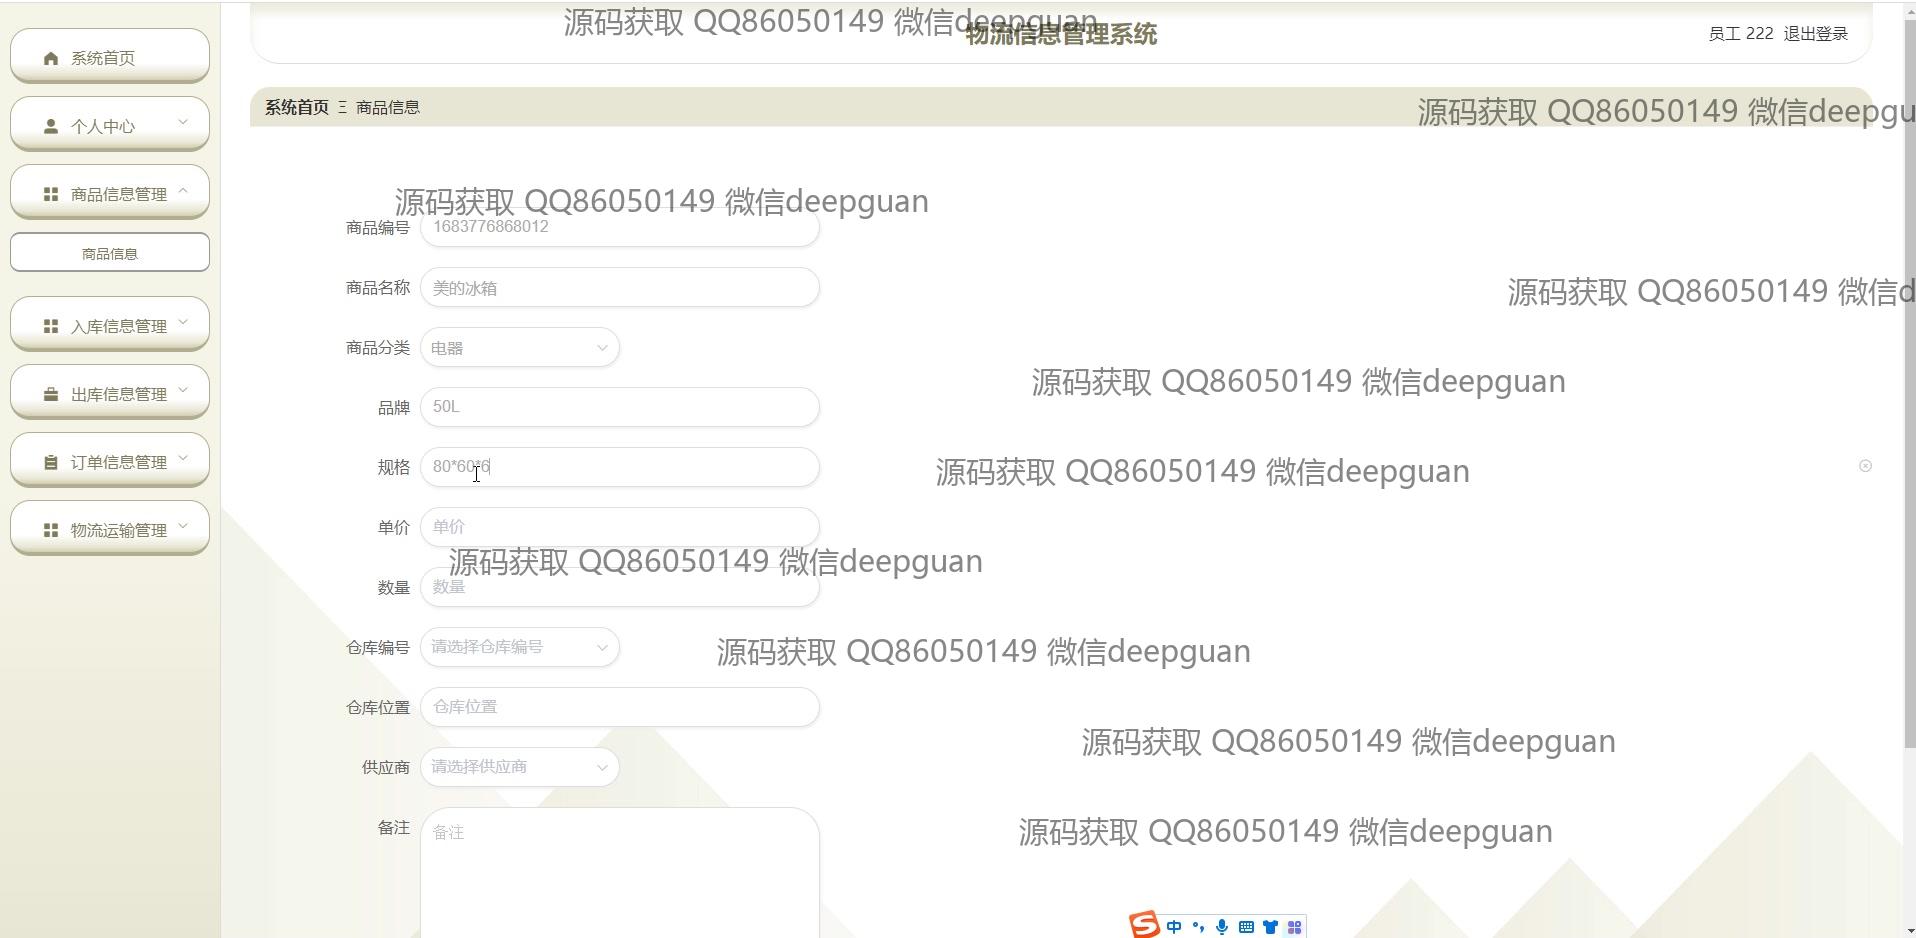 源码获取 QQ86050149 微信deepguan
物流信息管理系统
员工 222 退出登录
系统首页
个人中心
商品信息管理
商品信息
入库信息管理
出库信息管理
订单信息管理
物流运输管理
系统首页 Ξ 商品信息
源码获取 QQ86050149 微信deepgu
源码获取 QQ86050149 微信deepguan
商品编号 1683776868012
商品名称 美的冰箱
源码获取 QQ86050149 微信d
商品分类 电器
源码获取 QQ86050149 微信deepguan
品牌 50L
规格 80*60*6
源码获取 QQ86050149 微信deepguan
单价 单价
源码获取 QQ86050149 微信deepguan
数量 数量
仓库编号 请选择仓库编号
源码获取 QQ86050149 微信deepguan
仓库位置 仓库位置
源码获取 QQ86050149 微信deepguan
供应商 请选择供应商
备注 备注
源码获取 QQ86050149 微信deepguan
S 中